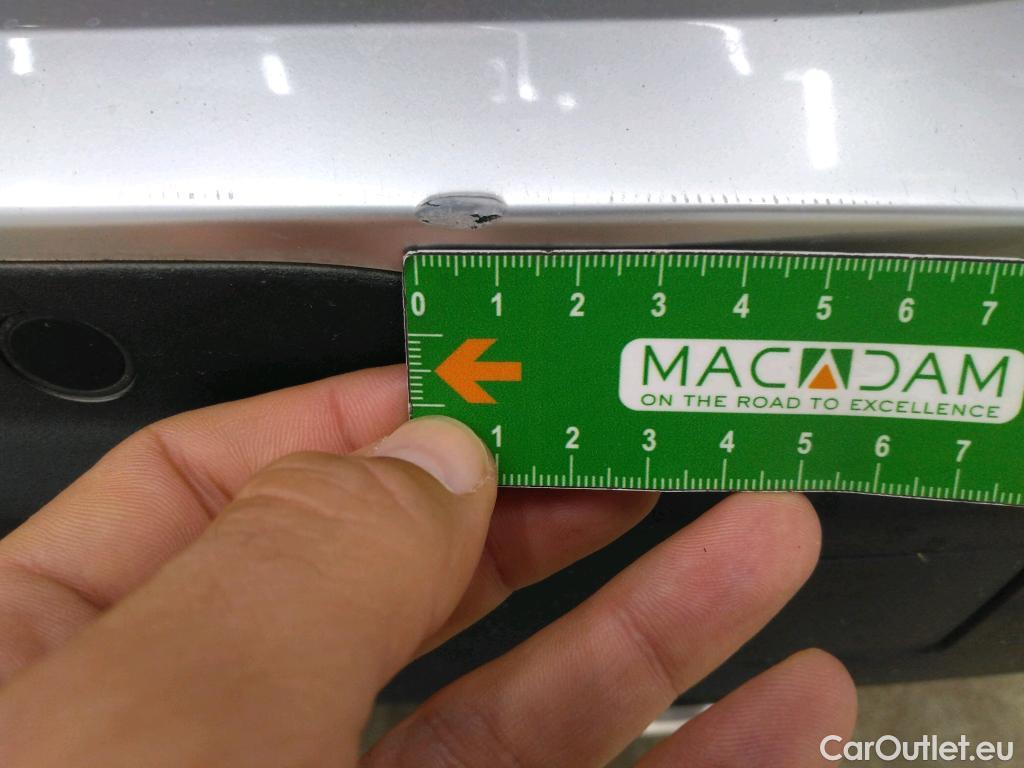 0 1 2 3 4 5 6 7
MACADAM
ON THE ROAD TO EXCELLENCE
1 2 3 4 5 6 7
CarOutlet.eu